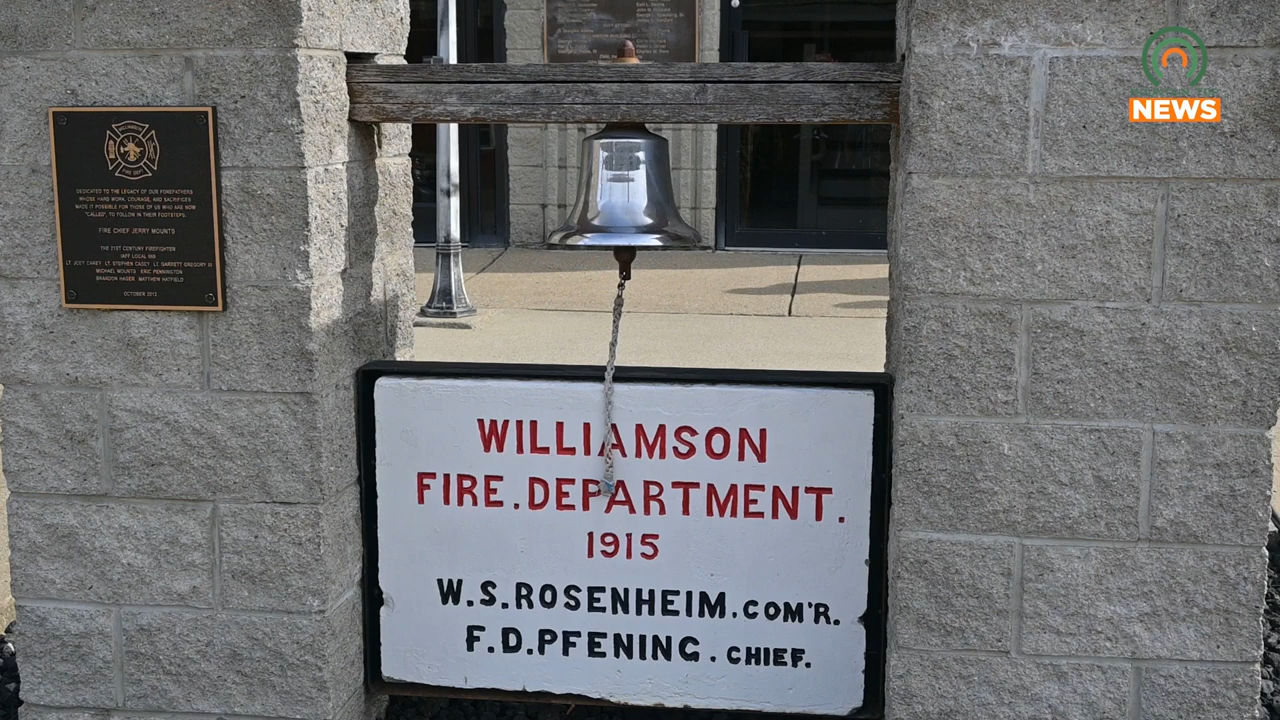 WILLIAMSON
FIRE DEPT.
DEDICATED TO THE LEGACY OF OUR FOREFATHERS
WHOSE HARD WORK, COURAGE, AND SACRIFICES
MADE IT POSSIBLE FOR THOSE OF US WHO ARE NOW
"CALLED", TO FOLLOW IN THEIR FOOTSTEPS.
FIRE CHIEF JERRY MOUNTS
THE 21ST CENTURY FIREFIGHTER
IAFF LOCAL
LT. JOEY CAREY LT. STEPHEN CASEY LT. GARRETT GREGORY III
MICHAEL MOUNTS ERIC PENNINGTON
BRANDON HAGER MATTHEW HATFIELD
OCTOBER 2012
NEWS
WILLIAMSON
FIRE.DEPARTMENT.
1915
W.S.ROSENHEIM.COM'R.
F.D.PFENING.CHIEF.